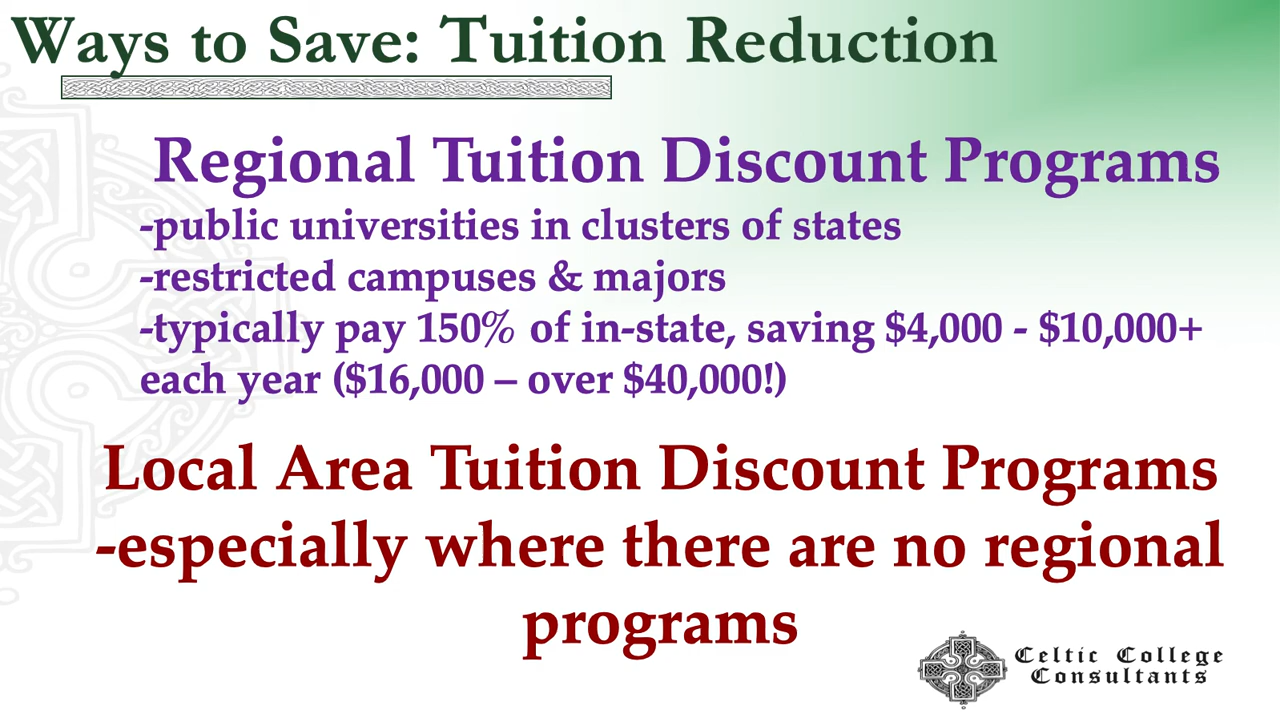 Ways to Save: Tuition Reduction
Regional Tuition Discount Programs
-public universities in clusters of states
-restricted campuses & majors
-typically pay 150% of in-state, saving $4,000 - $10,000+
each year ($16,000 – over $40,000!)
Local Area Tuition Discount Programs
-especially where there are no regional
programs
Celtic College
Consultants